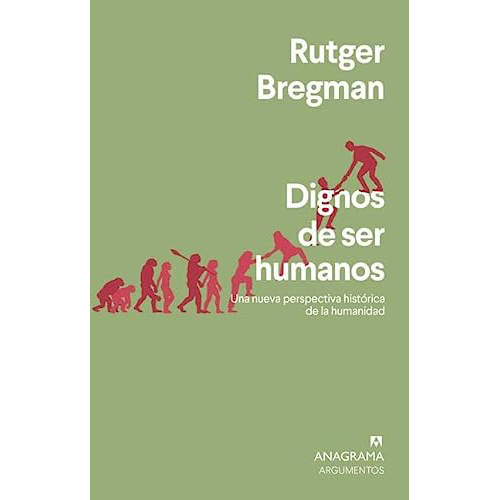 Rutger
Bregman
Dignos
de ser
humanos
Una nueva perspectiva histórica
de la humanidad
ANAGRAMA
ARGUMENTOS